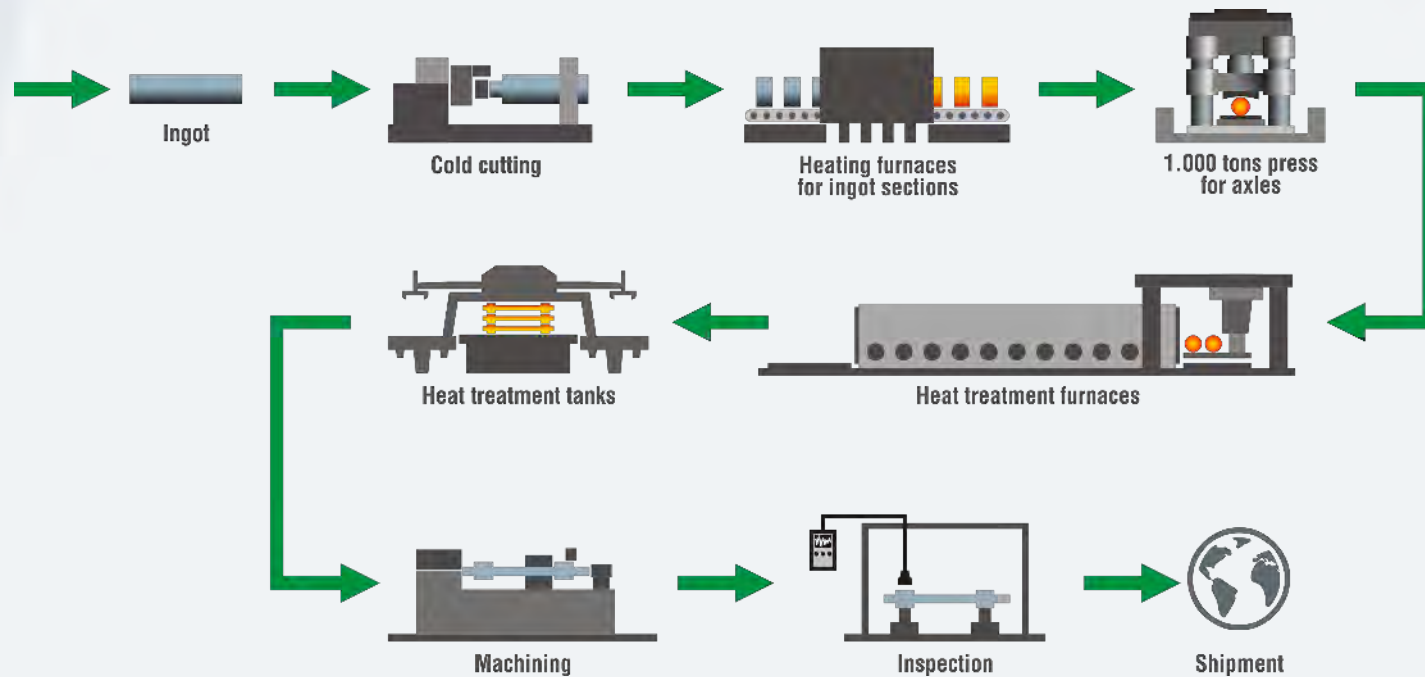 Ingot
Cold cutting
Heating furnaces
for ingot sections
1.000 tons press
for axles
Heat treatment tanks
Heat treatment furnaces
Machining
Inspection
Shipment